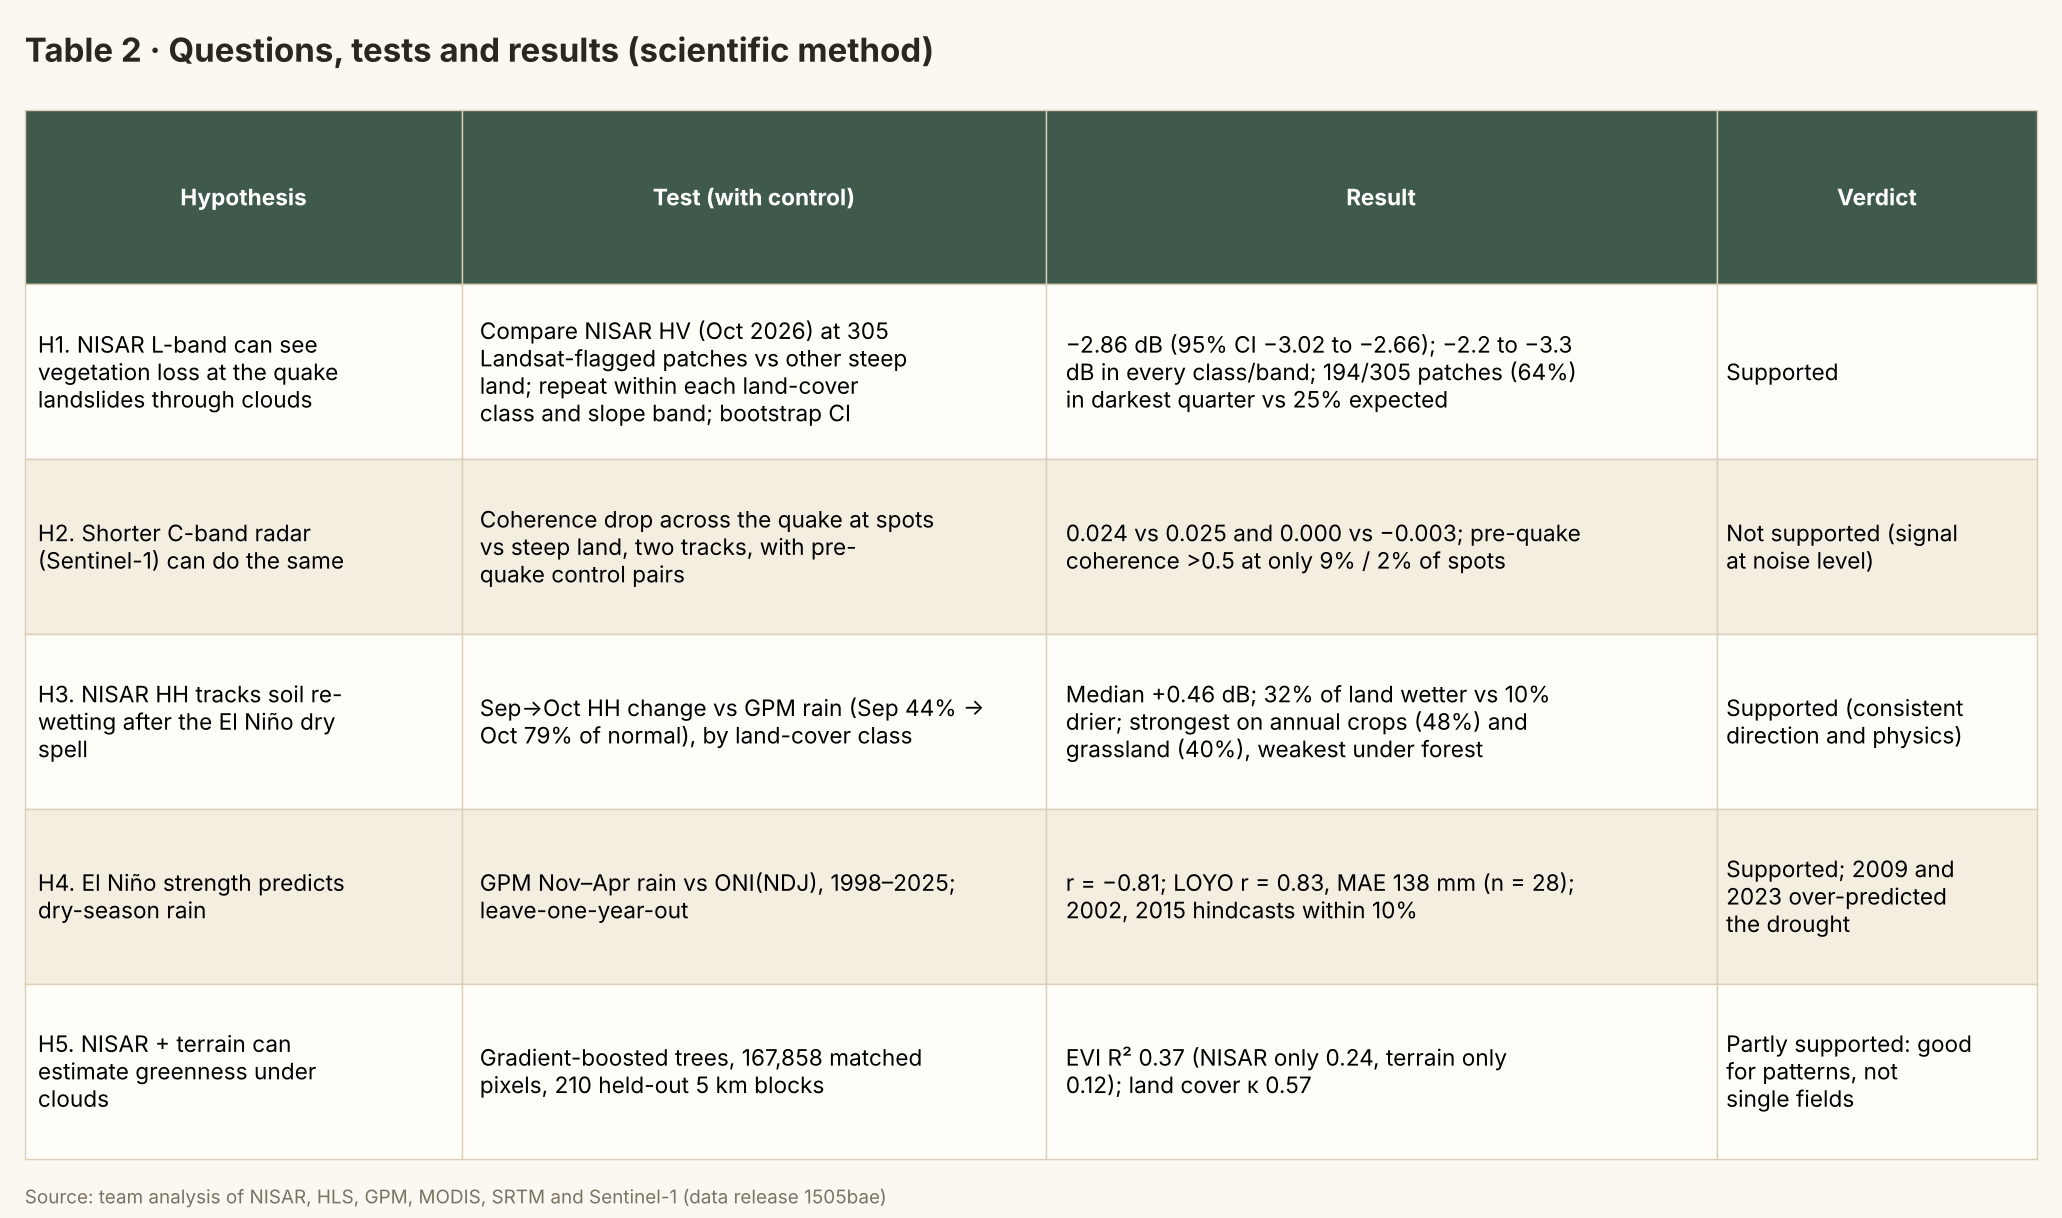 Table 2 · Questions, tests and results (scientific method)
Hypothesis
Test (with control)
Result
Verdict
H1. NISAR L-band can see
vegetation loss at the quake
landslides through clouds
Compare NISAR HV (Oct 2026) at 305
Landsat-flagged patches vs other steep
land; repeat within each land-cover
class and slope band; bootstrap CI
−2.86 dB (95% CI −3.02 to −2.66); −2.2 to −3.3
dB in every class/band; 194/305 patches (64%)
in darkest quarter vs 25% expected
Supported
H2. Shorter C-band radar
(Sentinel-1) can do the same
Coherence drop across the quake at spots
vs steep land, two tracks, with pre-
quake control pairs
0.024 vs 0.025 and 0.000 vs −0.003; pre-quake
coherence >0.5 at only 9% / 2% of spots
Not supported (signal
at noise level)
H3. NISAR HH tracks soil re-
wetting after the El Niño dry
spell
Sep→Oct HH change vs GPM rain (Sep 44% →
Oct 79% of normal), by land-cover class
Median +0.46 dB; 32% of land wetter vs 10%
drier; strongest on annual crops (48%) and
grassland (40%), weakest under forest
Supported (consistent
direction and physics)
H4. El Niño strength predicts
dry-season rain
GPM Nov–Apr rain vs ONI(NDJ), 1998–2025;
leave-one-year-out
r = −0.81; LOYO r = 0.83, MAE 138 mm (n = 28);
2002, 2015 hindcasts within 10%
Supported; 2009 and
2023 over-predicted
the drought
H5. NISAR + terrain can
estimate greenness under
clouds
Gradient-boosted trees, 167,858 matched
pixels, 210 held-out 5 km blocks
EVI R² 0.37 (NISAR only 0.24, terrain only
0.12); land cover κ 0.57
Partly supported: good
for patterns, not
single fields
Source: team analysis of NISAR, HLS, GPM, MODIS, SRTM and Sentinel-1 (data release 1505bae)